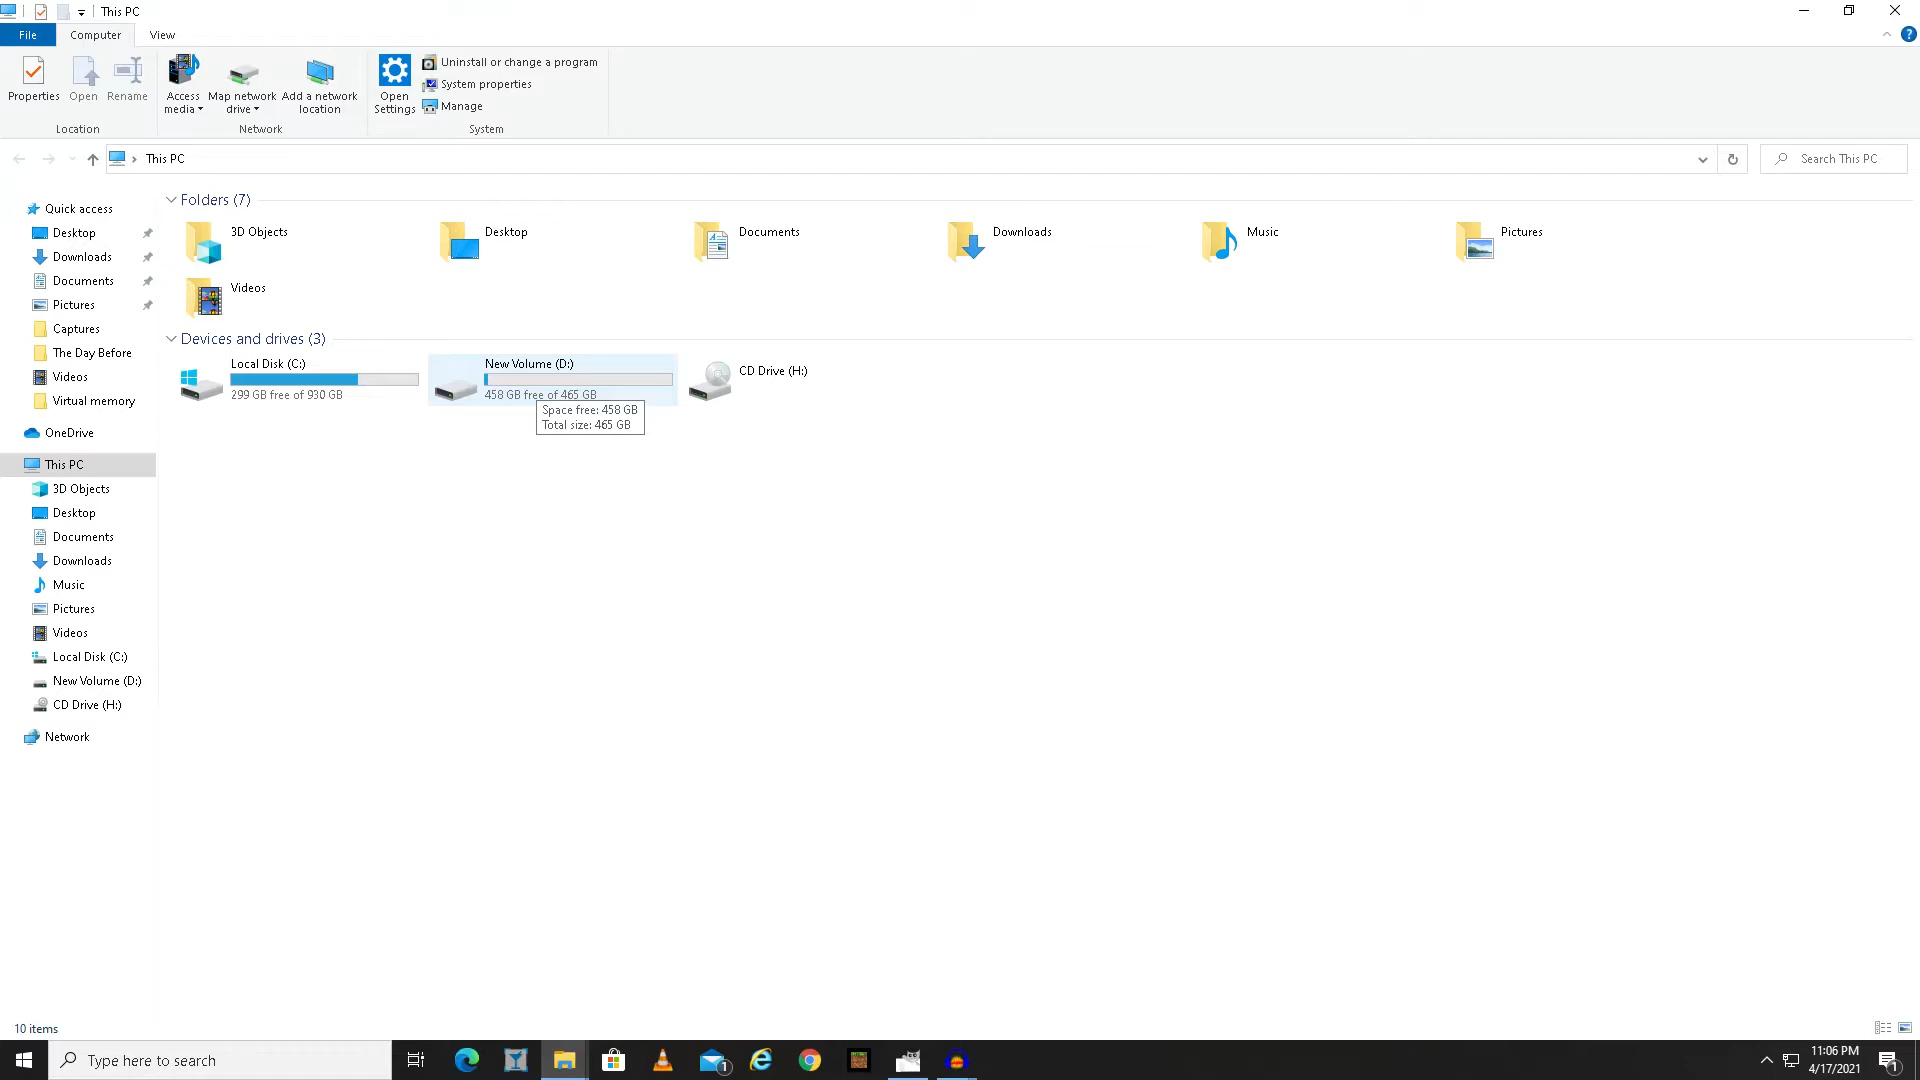 This PC
File
Computer
View
Properties
Open
Rename
Access media
Map network drive
Add a network location
Open Settings
Uninstall or change a program
System properties
Manage
Location
Network
System
This PC
Search This PC
Quick access
Desktop
Downloads
Documents
Pictures
Captures
The Day Before
Videos
Virtual memory
OneDrive
This PC
3D Objects
Desktop
Documents
Downloads
Music
Pictures
Videos
Local Disk (C:)
New Volume (D:)
CD Drive (H:)
Network
Folders (7)
3D Objects
Desktop
Documents
Downloads
Music
Pictures
Videos
Devices and drives (3)
Local Disk (C:)
299 GB free of 930 GB
New Volume (D:)
458 GB free of 465 GB
Space free: 458 GB
Total size: 465 GB
CD Drive (H:)
10 items
Type here to search
1
11:06 PM
4/17/2021
1